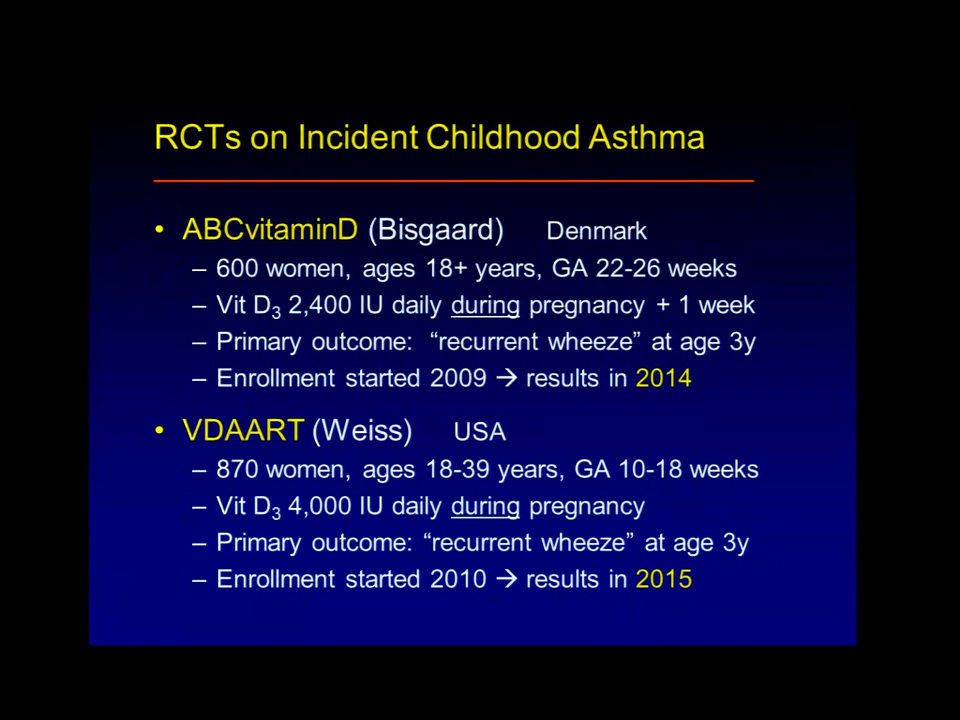 RCTs on Incident Childhood Asthma
• ABCvitaminD (Bisgaard) Denmark
– 600 women, ages 18+ years, GA 22-26 weeks
– Vit D3 2,400 IU daily during pregnancy + 1 week
– Primary outcome: “recurrent wheeze” at age 3y
– Enrollment started 2009 → results in 2014
• VDAART (Weiss) USA
– 870 women, ages 18-39 years, GA 10-18 weeks
– Vit D3 4,000 IU daily during pregnancy
– Primary outcome: “recurrent wheeze” at age 3y
– Enrollment started 2010 → results in 2015